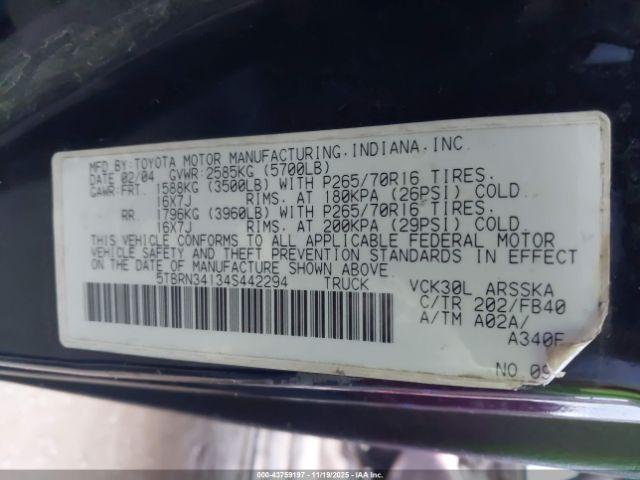 MFD.BY:TOYOTA MOTOR MANUFACTURING.INDIANA.INC
DATE 02/04 GVWR:2585KG (5700LB)
GAWR:FRT. 1588KG (3500LB) WITH P265/70R16 TIRES.
16X7J RIMS. AT 180KPA (26PSI) COLD
RR. 1796KG (3960LB) WITH P265/70R16 TIRES.
16X7J RIMS. AT 200KPA (29PSI) COLD
THIS VEHICLE CONFORMS TO ALL APPLICABLE FEDERAL MOTOR
VEHICLE SAFETY AND THEFT PREVENTION STANDARDS IN EFFECT
ON THE DATE OF MANUFACTURE SHOWN ABOVE
5TBRN34134S442294 TRUCK
VCK30L ARSSKA
C/TR 202/FB40
A/TM A02A/
A340F
NO.09
000-43759197 - 11/19/2025 - IAAI.COM